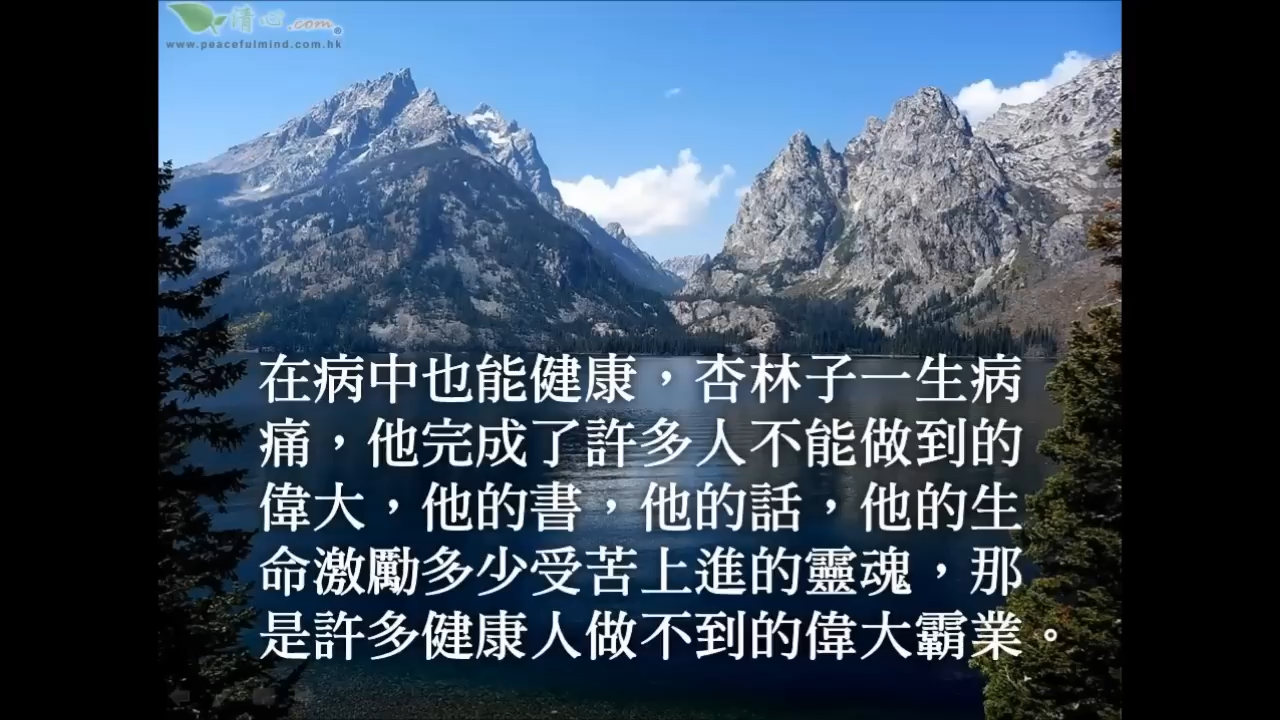 清心.com®
www.peacefulmind.com.hk
在病中也能健康，杏林子一生病
痛，他完成了許多人不能做到的
偉大，他的書，他的話，他的生
命激勵多少受苦上進的靈魂，那
是許多健康人做不到的偉大霸業。